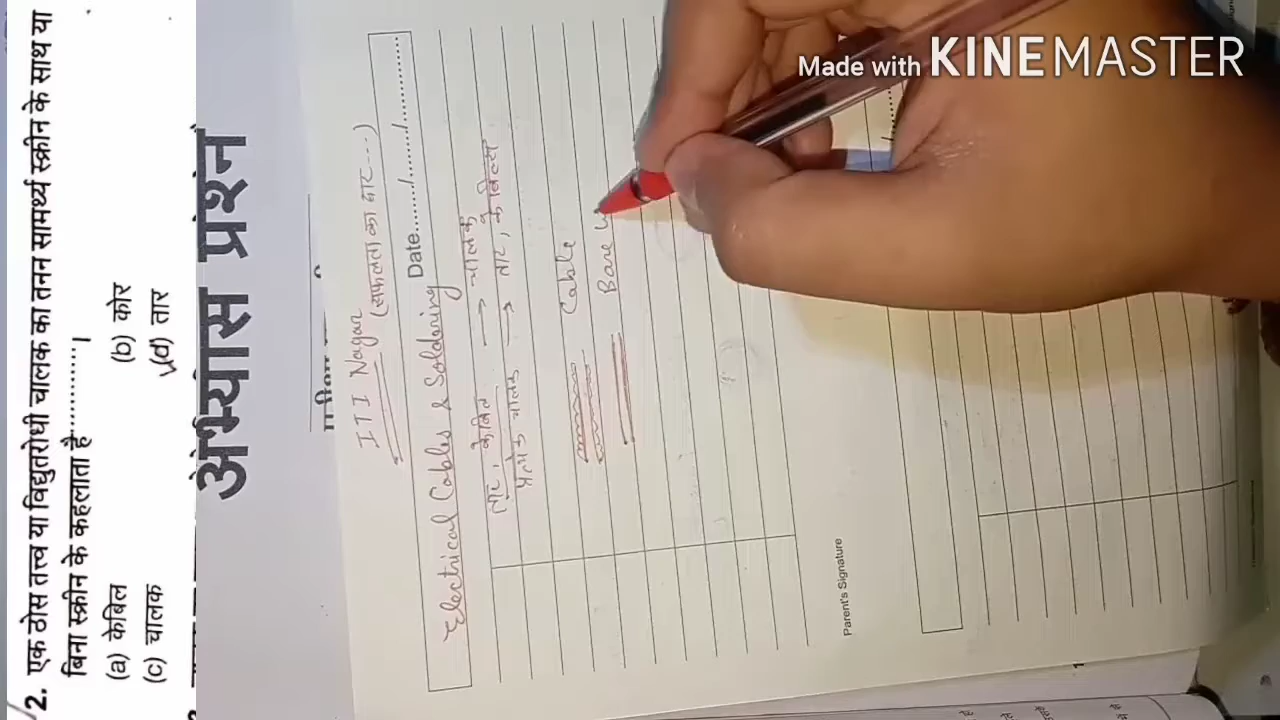 Made with KINEMASTER
2. एक ठोस तत्त्व या विद्युतरोधी चालक का तनन सामर्थ्य स्क्रीन के साथ या
बिना स्क्रीन के कहलाता है..............।
(a) केबिल (b) कोर
(c) चालक (d) तार
अभ्यास प्रश्न
ITI Nagar
(सफलता का द्वार---)
Date....../....../..............
Electrical Cables & Soldering
तार, केबिल → चालक
प्रत्येक चालक → तार, केबिल
Cable
Bare
Parent's Signature